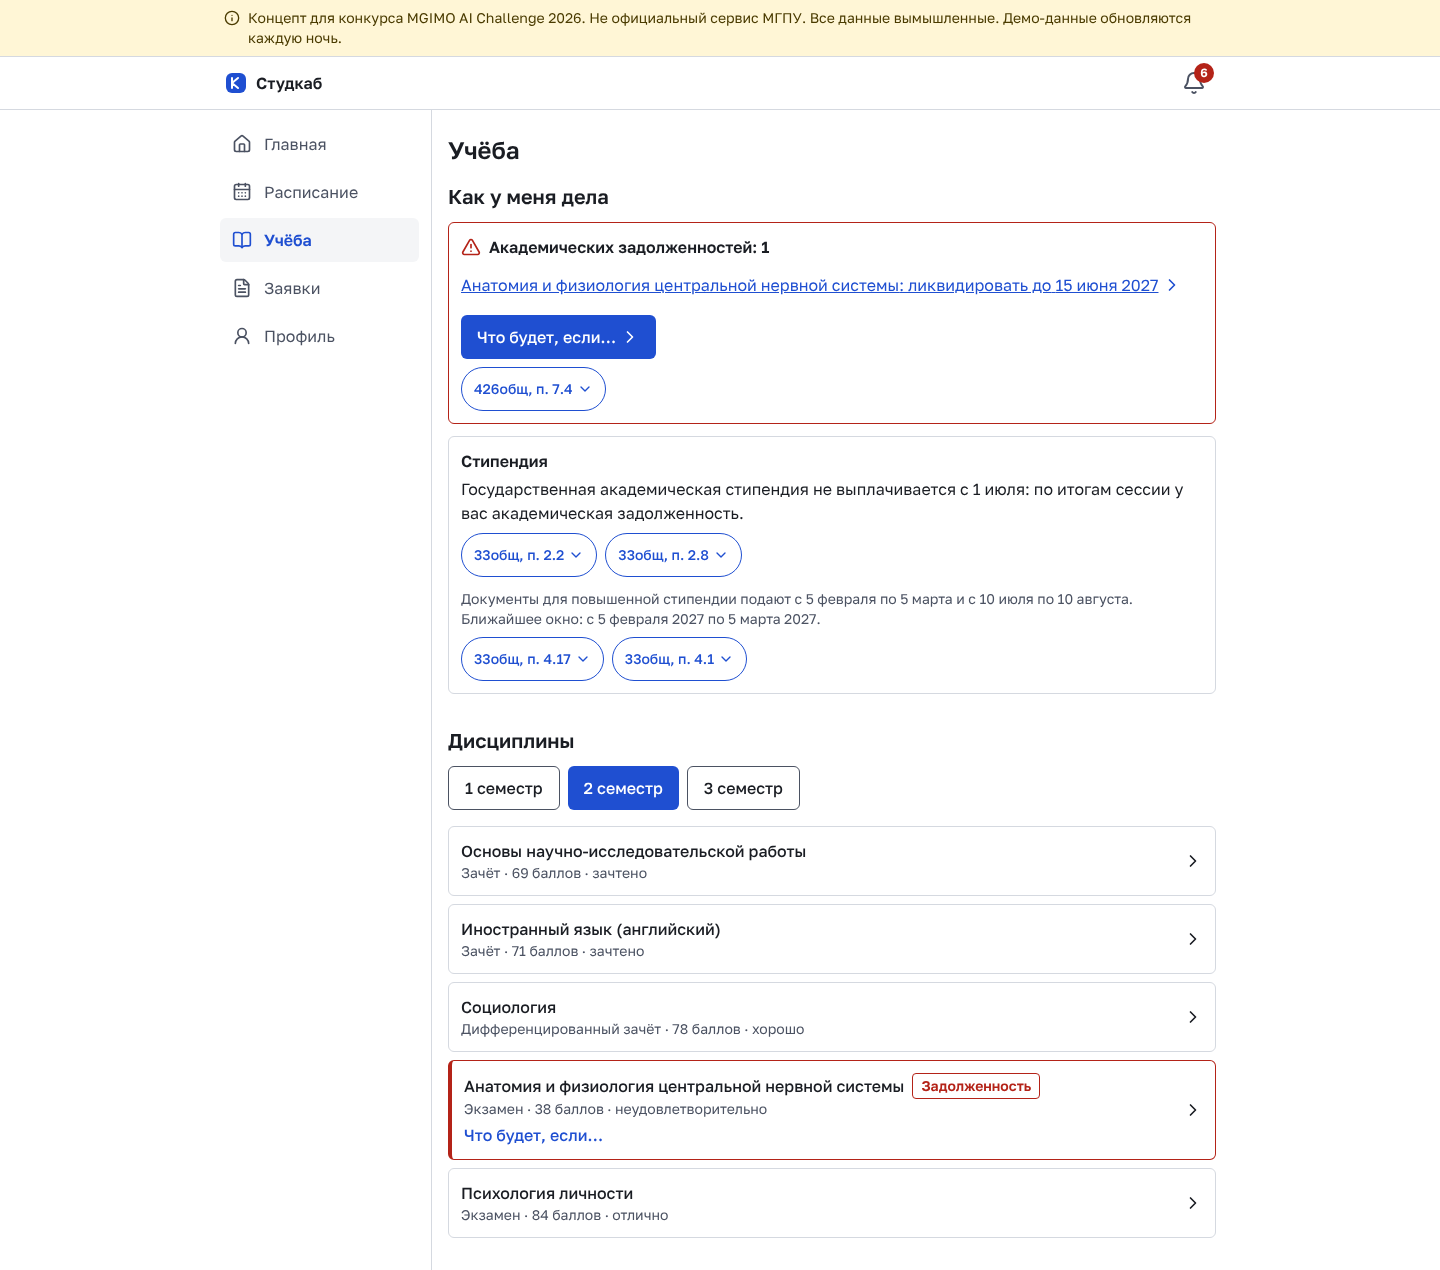 Концепт для конкурса MGIMO AI Challenge 2026. Не официальный сервис МГПУ. Все данные вымышленные. Демо-данные обновляются
каждую ночь.
Студкаб
6
Главная
Расписание
Учёба
Заявки
Профиль
Учёба
Как у меня дела
Академических задолженностей: 1
Анатомия и физиология центральной нервной системы: ликвидировать до 15 июня 2027
Что будет, если…
426общ, п. 7.4
Стипендия
Государственная академическая стипендия не выплачивается с 1 июля: по итогам сессии у
вас академическая задолженность.
33общ, п. 2.2
33общ, п. 2.8
Документы для повышенной стипендии подают с 5 февраля по 5 марта и с 10 июля по 10 августа.
Ближайшее окно: с 5 февраля 2027 по 5 марта 2027.
33общ, п. 4.17
33общ, п. 4.1
Дисциплины
1 семестр
2 семестр
3 семестр
Основы научно-исследовательской работы
Зачёт · 69 баллов · зачтено
Иностранный язык (английский)
Зачёт · 71 баллов · зачтено
Социология
Дифференцированный зачёт · 78 баллов · хорошо
Анатомия и физиология центральной нервной системы
Задолженность
Экзамен · 38 баллов · неудовлетворительно
Что будет, если…
Психология личности
Экзамен · 84 баллов · отлично